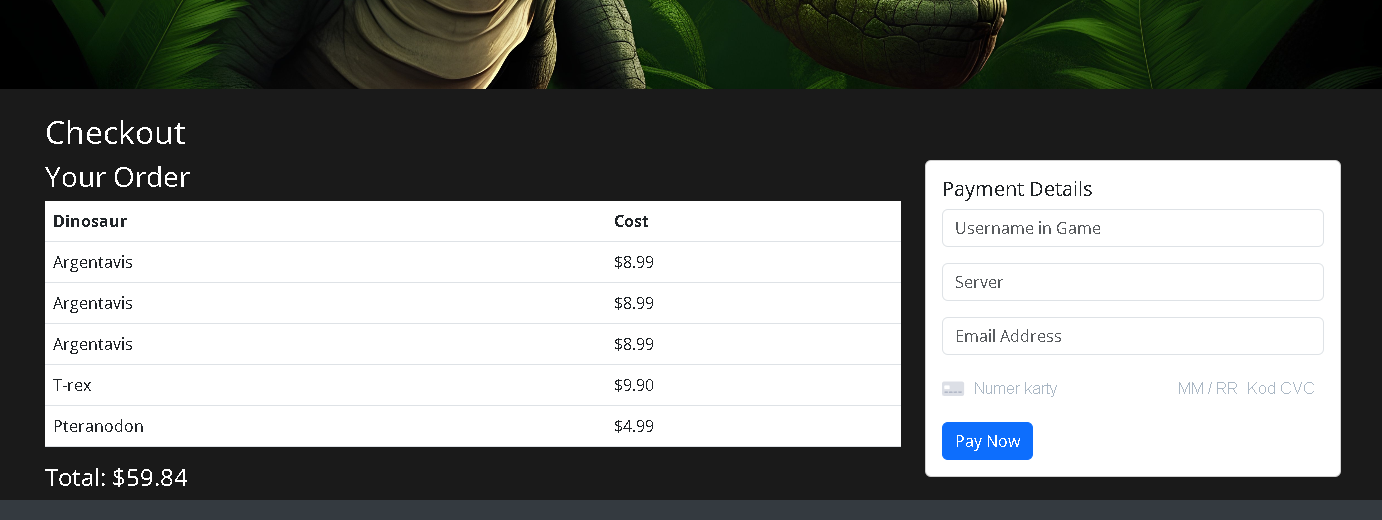 Checkout
Your Order
Dinosaur Cost
Argentavis $8.99
Argentavis $8.99
Argentavis $8.99
T-rex $9.90
Pteranodon $4.99
Total: $59.84
Payment Details
Username in Game
Server
Email Address
Numer karty MM / RR Kod CVC
Pay Now